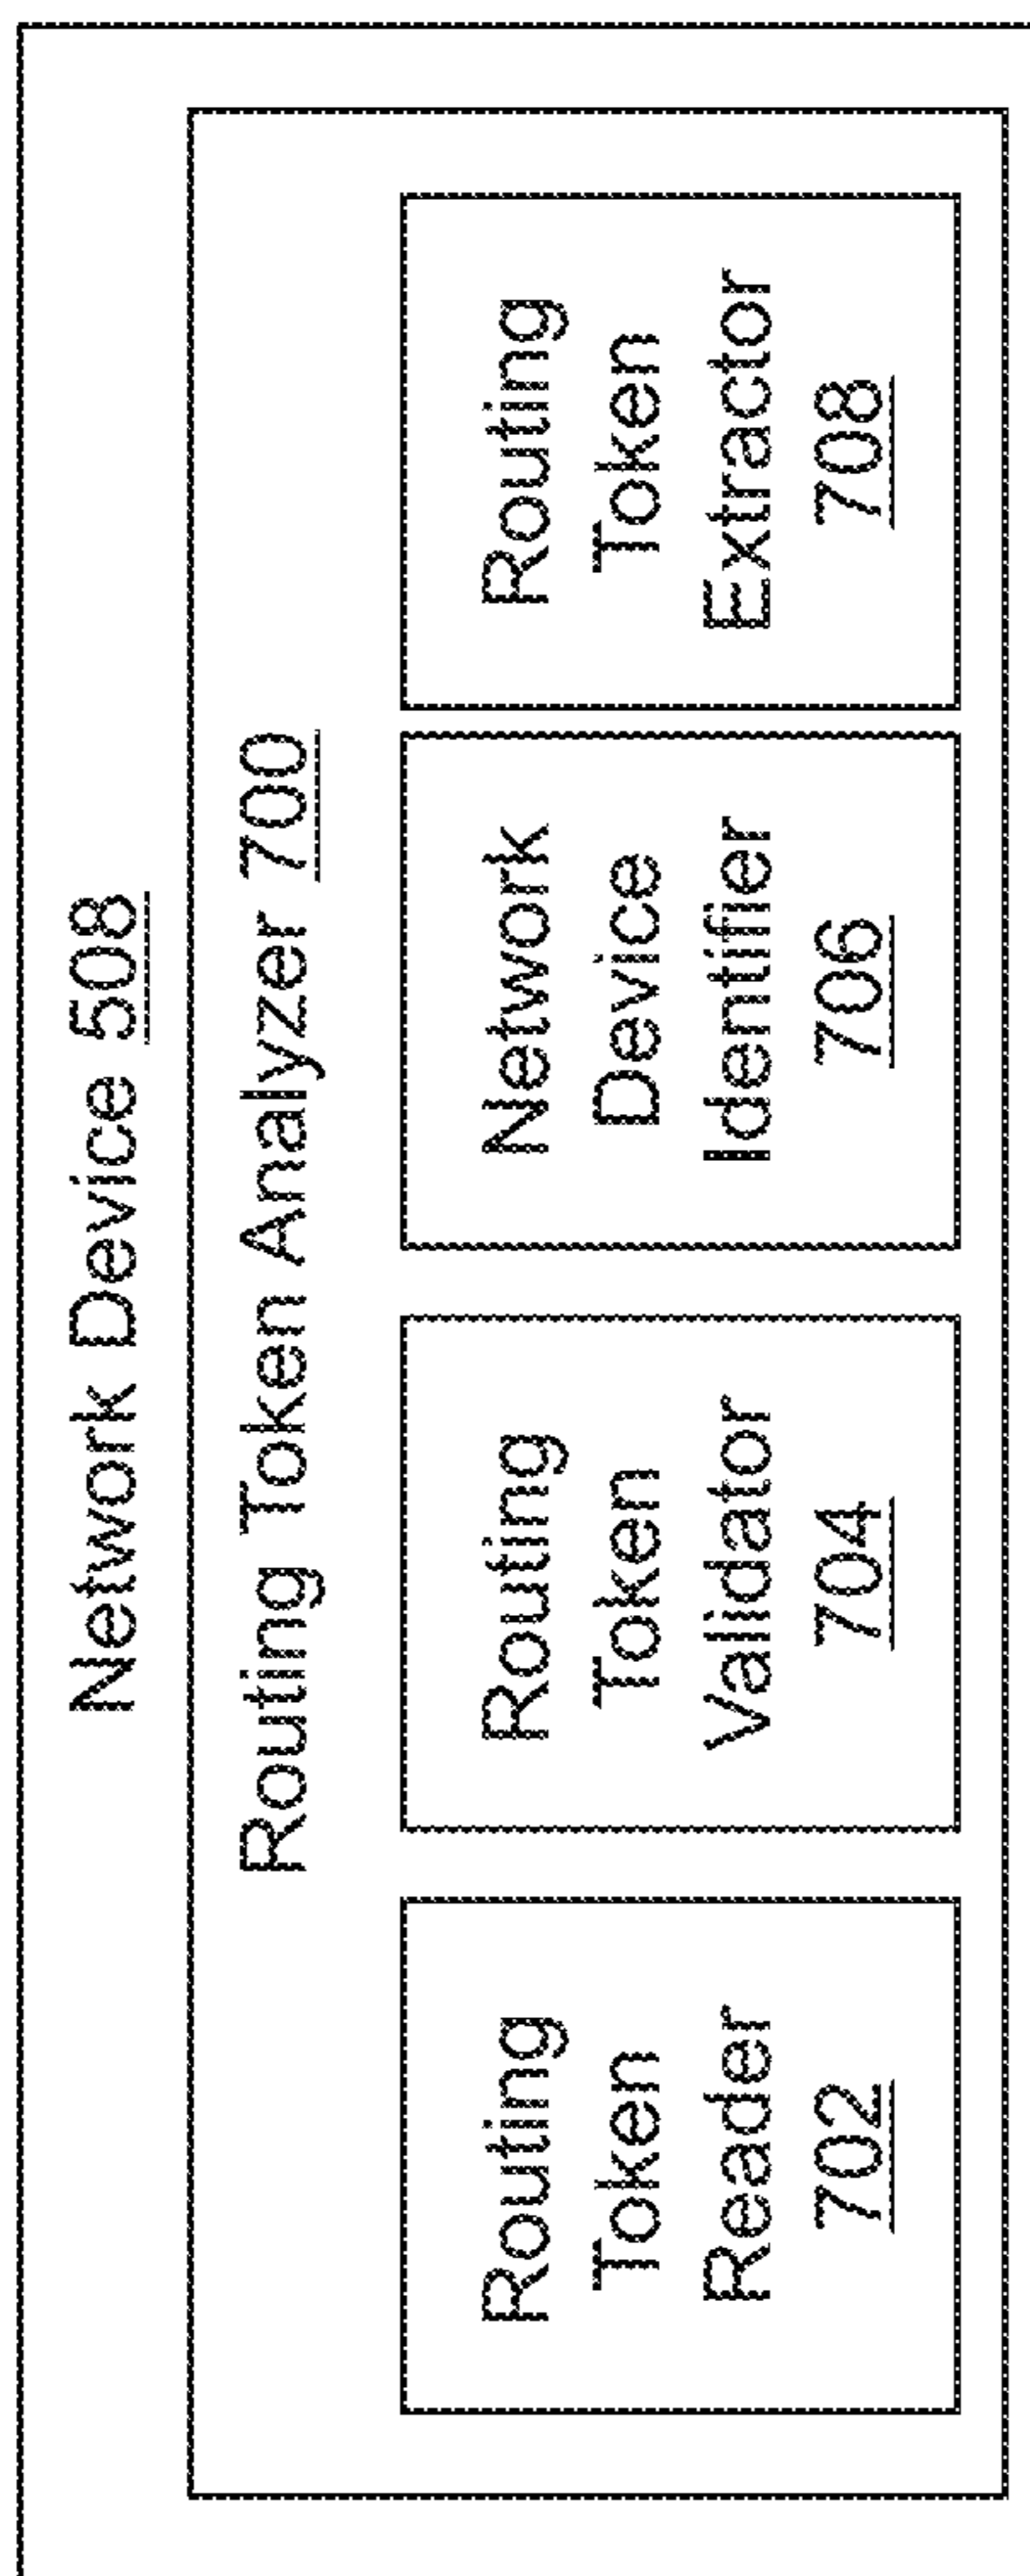 Network Device 508
Routing Token Analyzer 700
Routing
Token
Reader
702
Routing
Token
Validator
704
Network
Device
Identifier
706
Routing
Token
Extractor
708